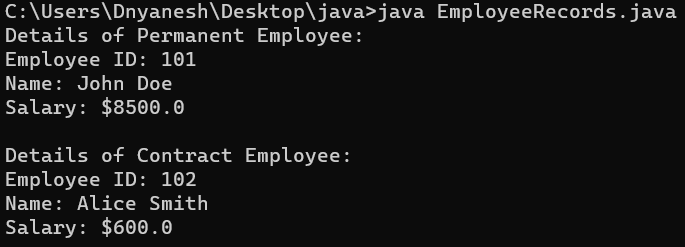 C:\Users\Dnyanesh\Desktop\java>java EmployeeRecords.java
Details of Permanent Employee:
Employee ID: 101
Name: John Doe
Salary: $8500.0
Details of Contract Employee:
Employee ID: 102
Name: Alice Smith
Salary: $600.0